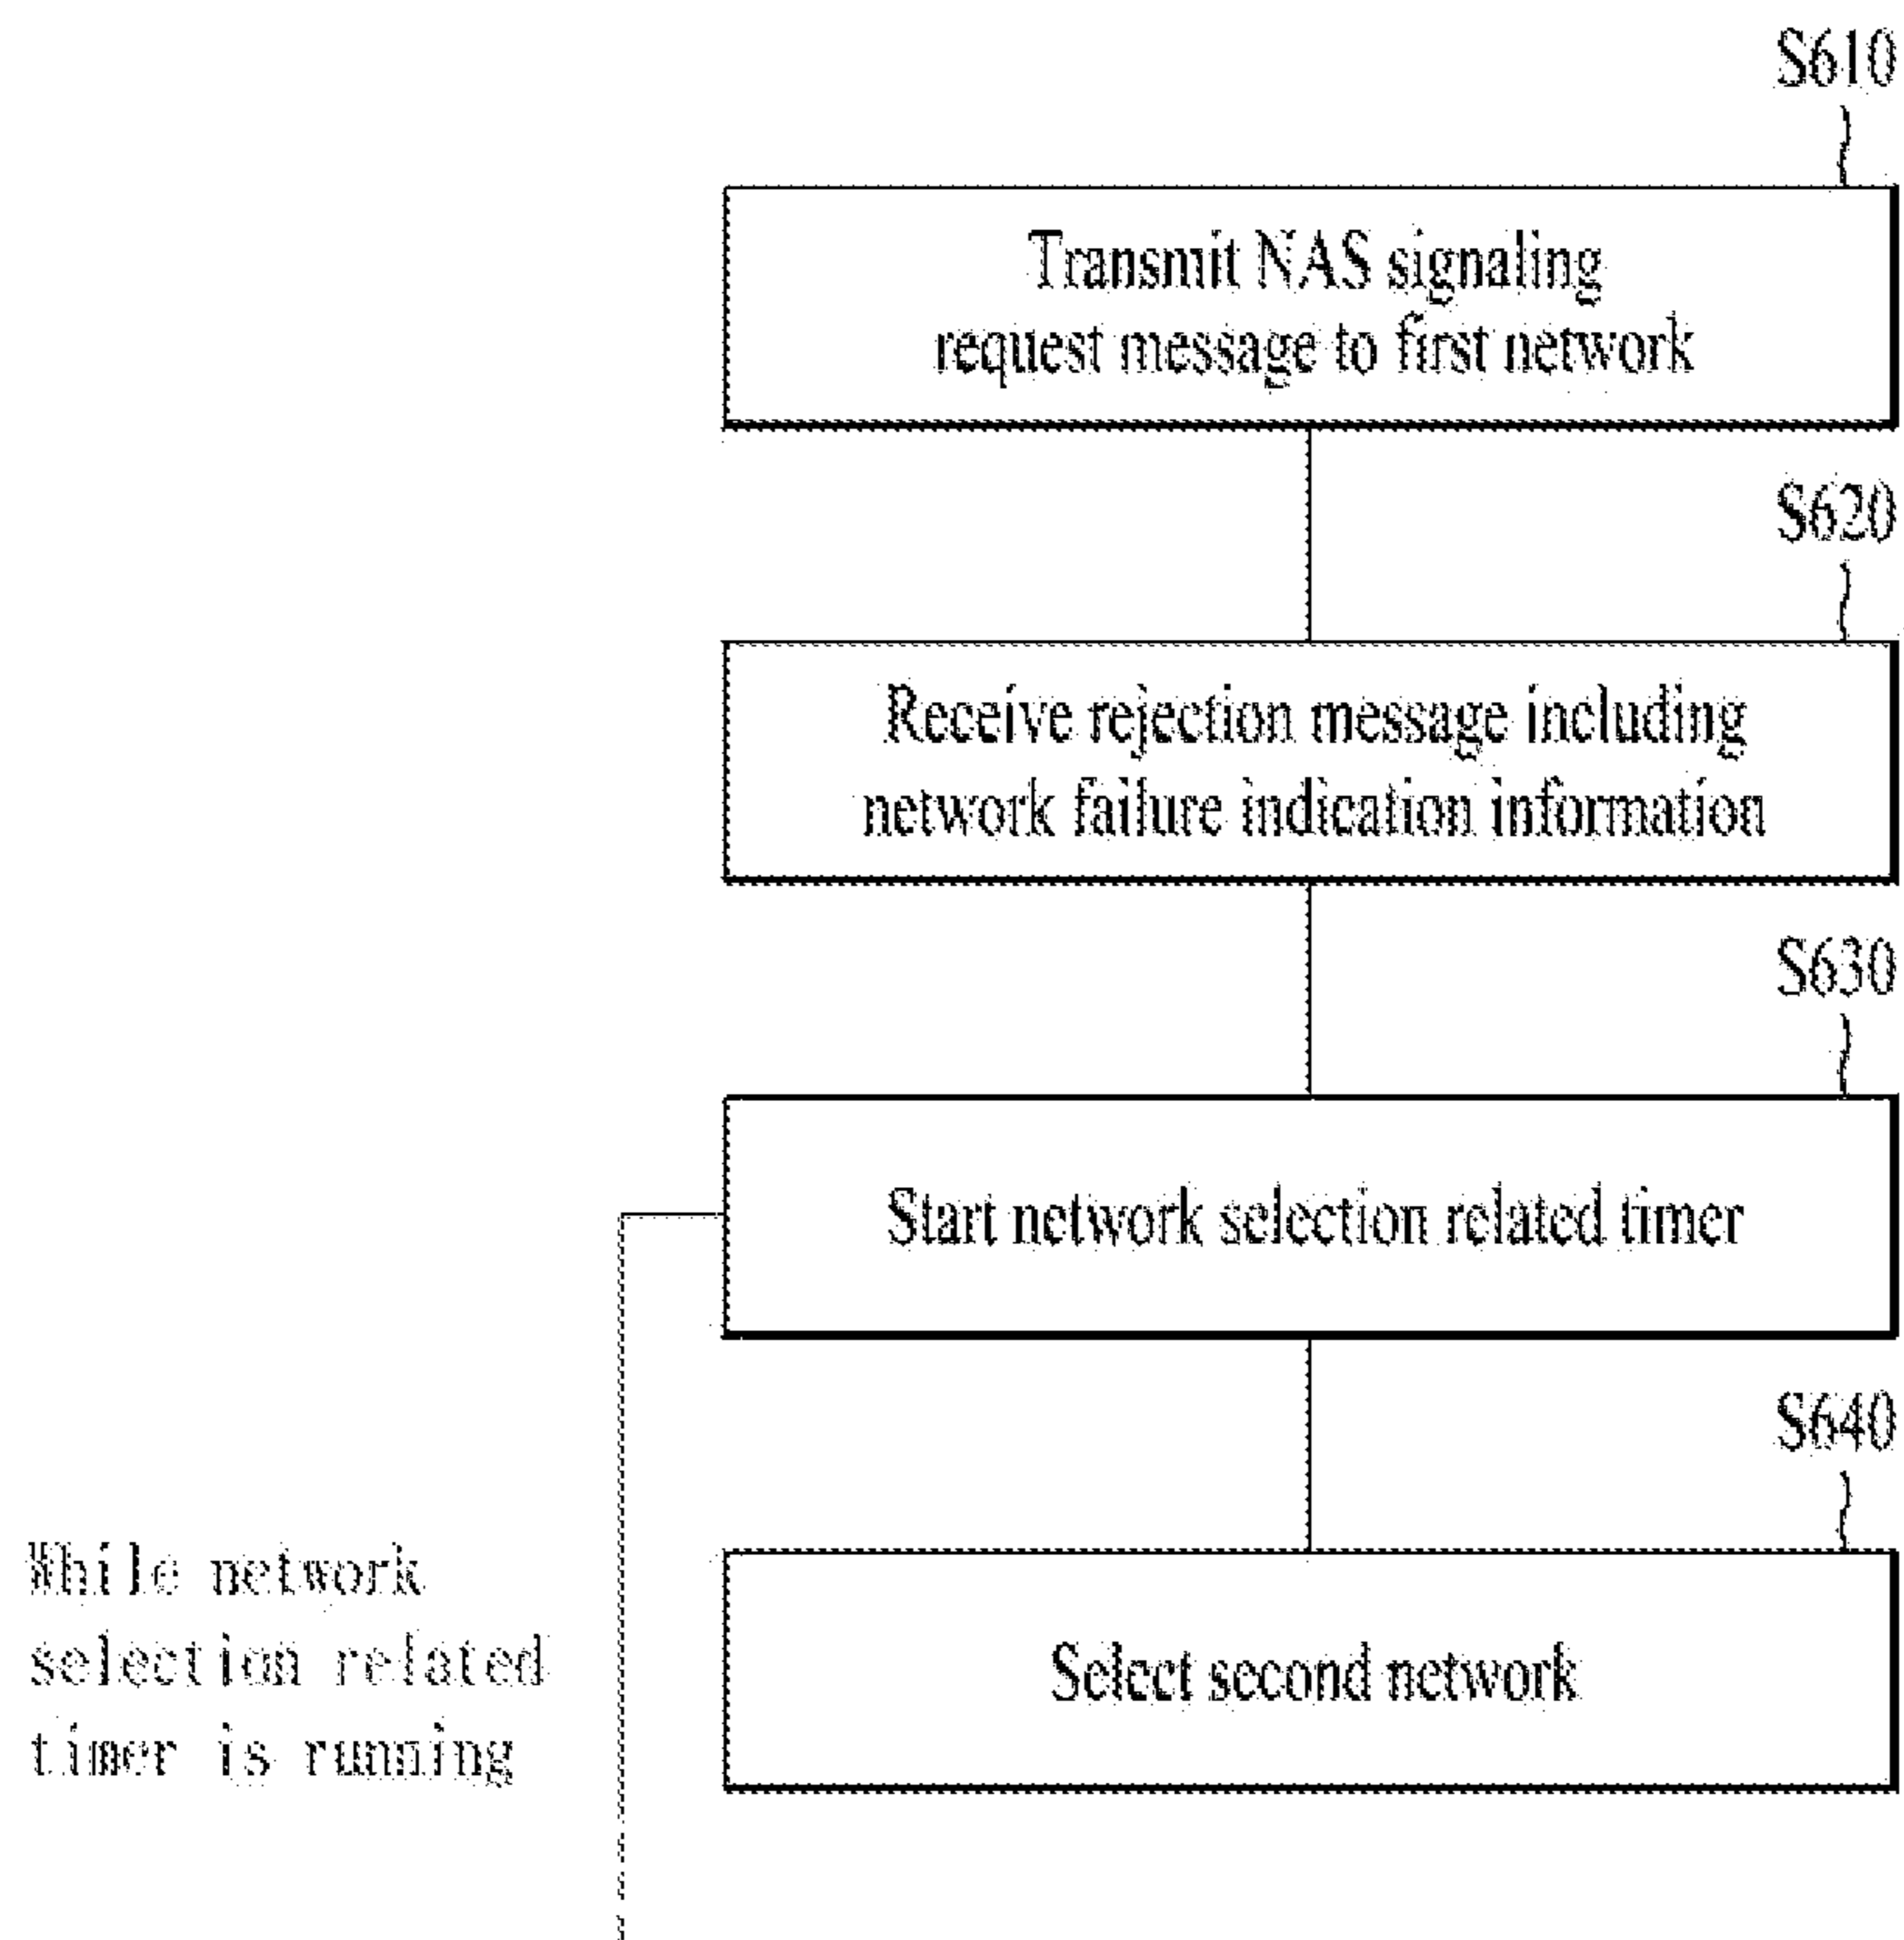 S610
Transmit NAS signaling
request message to first network
S620
Receive rejection message including
network failure indication information
S630
Start network selection related timer
S640
Select second network
While network
selection related
timer is running